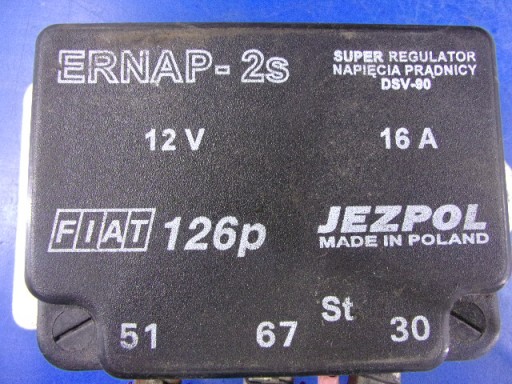 ERNAP-2s
SUPER REGULATOR
NAPIĘCIA PRĄDNICY
DSV-90
12 V
16 A
FIAT 126p
JEZPOL
MADE IN POLAND
51
67
St
30